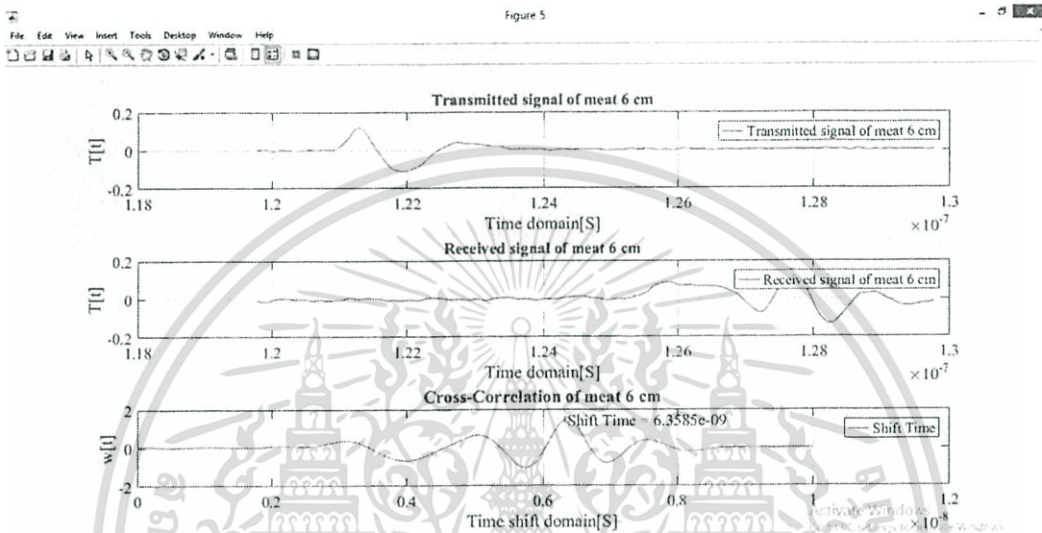 Figure 5
File Edit View Insert Tools Desktop Window Help
Transmitted signal of meat 6 cm
0.2
0
-0.2
T[t]
Transmitted signal of meat 6 cm
1.18 1.2 1.22 1.24 1.26 1.28 1.3
Time domain[S]
×10-7
Received signal of meat 6 cm
0.2
0
-0.2
T[t]
Received signal of meat 6 cm
1.18 1.2 1.22 1.24 1.26 1.28 1.3
Time domain[S]
×10-7
Cross-Correlation of meat 6 cm
2
0
-2
w[t]
Shift Time = 6.3585e-09
Shift Time
0 0.2 0.4 0.6 0.8 1 1.2
Time shift domain[S]
×10-8
Activate Windows